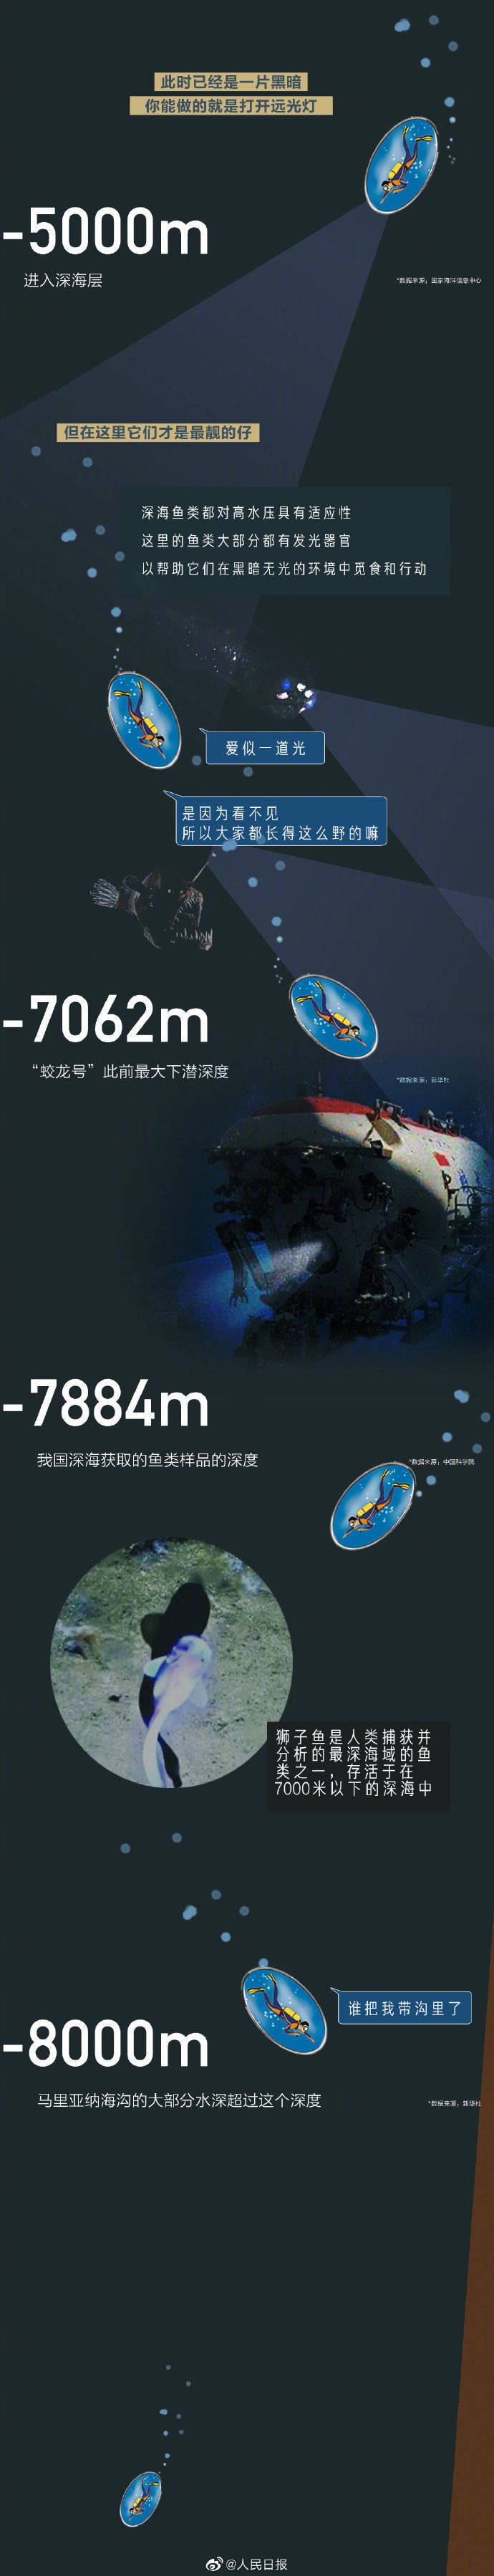 此时已经是一片黑暗
你能做的就是打开远光灯
-5000m
进入深海层
*数据来源：国家海洋信息中心
但在这里它们才是最靓的仔
深海鱼类都对高水压具有适应性
这里的鱼类大部分都有发光器官
以帮助它们在黑暗无光的环境中觅食和行动
爱似一道光
是因为看不见
所以大家都长得这么野的嘛
-7062m
“蛟龙号”此前最大下潜深度
*数据来源：新华社
-7884m
我国深海获取的鱼类样品的深度
*数据来源：中国科学院
狮子鱼是人类捕获并
分析的最深海域的鱼
类之一，存活于在
7000米以下的深海中
谁把我带沟里了
-8000m
马里亚纳海沟的大部分水深超过这个深度
*数据来源：新华社
@人民日报